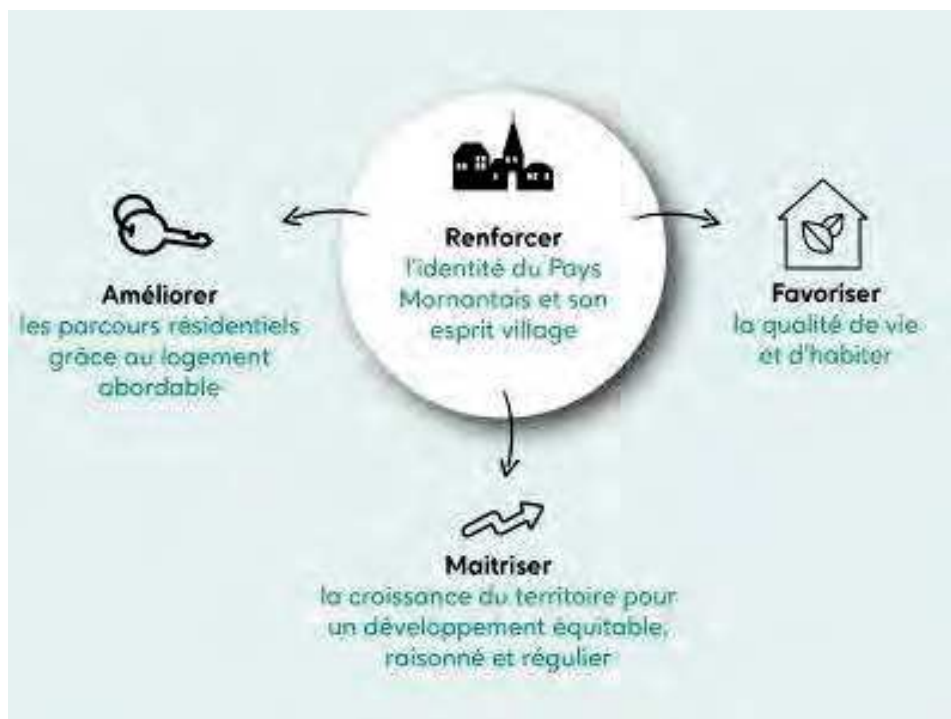 Renforcer
l'identité du Pays
Mornantais et son
esprit village
Améliorer
les parcours résidentiels
grâce au logement
abordable
Favoriser
la qualité de vie
et d'habiter
Maitriser
la croissance du territoire pour
un développement équitable,
raisonné et régulier